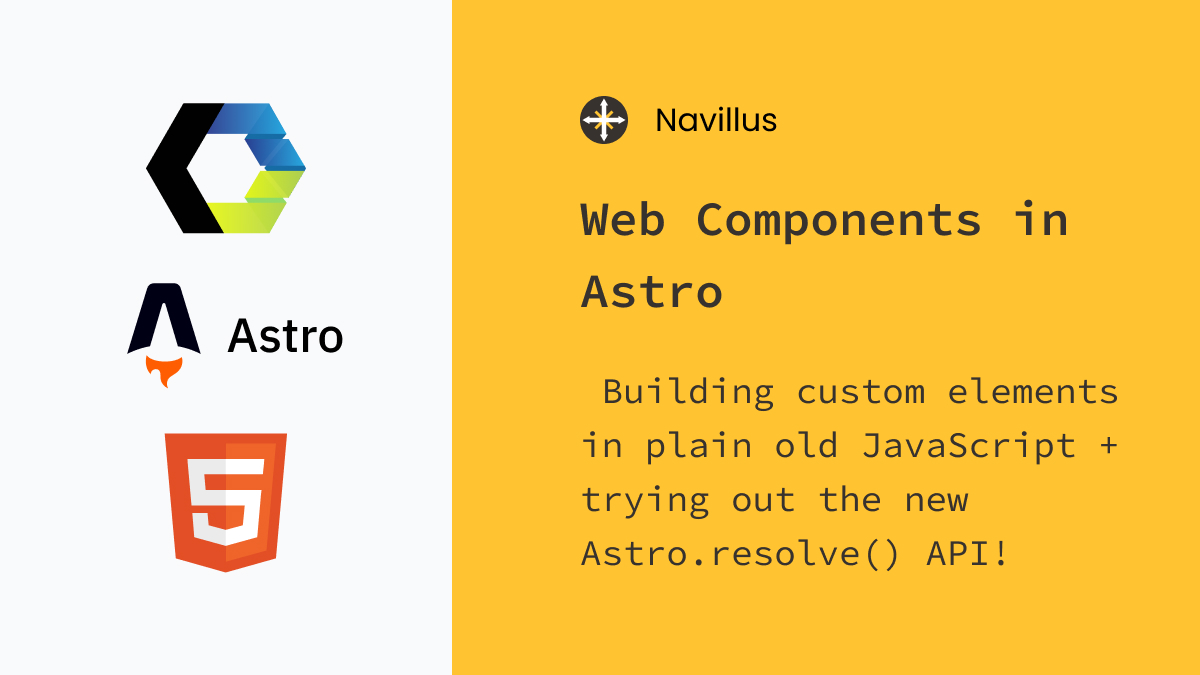 Astro
Navillus
Web Components in
Astro
Building custom elements
in plain old JavaScript +
trying out the new
Astro.resolve() API!